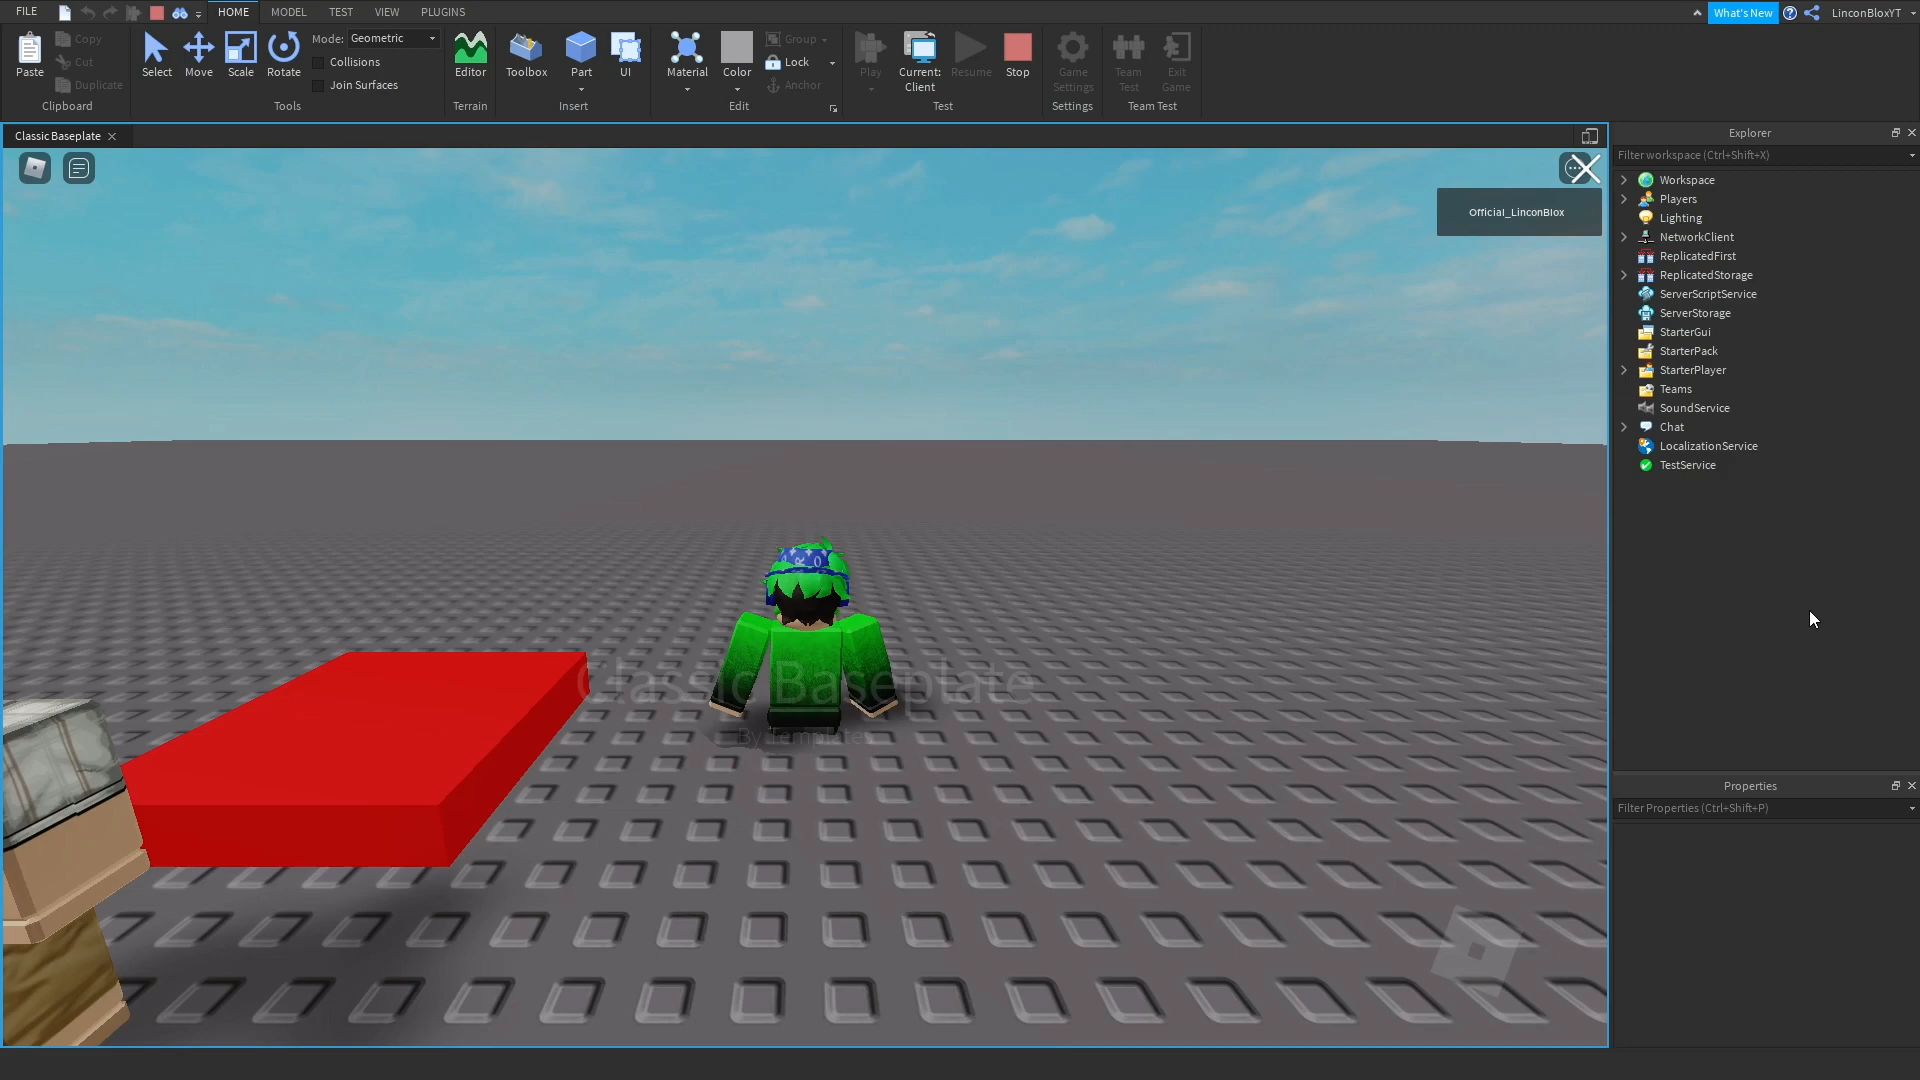 FILE HOME MODEL TEST VIEW PLUGINS What's New LinconBloxYT
Paste Copy Cut Duplicate Clipboard
Select Move Scale Rotate Mode: Geometric Collisions Join Surfaces Tools
Editor Terrain
Toolbox Part UI Insert
Material Color Group Lock Anchor Edit
Play Current: Client Resume Stop Test
Game Settings Settings
Team Test Exit Game Team Test
Classic Baseplate
Official_LinconBlox
Classic Baseplate
By Templates
Explorer
Filter workspace (Ctrl+Shift+X)
Workspace
Players
Lighting
NetworkClient
ReplicatedFirst
ReplicatedStorage
ServerScriptService
ServerStorage
StarterGui
StarterPack
StarterPlayer
Teams
SoundService
Chat
LocalizationService
TestService
Properties
Filter Properties (Ctrl+Shift+P)